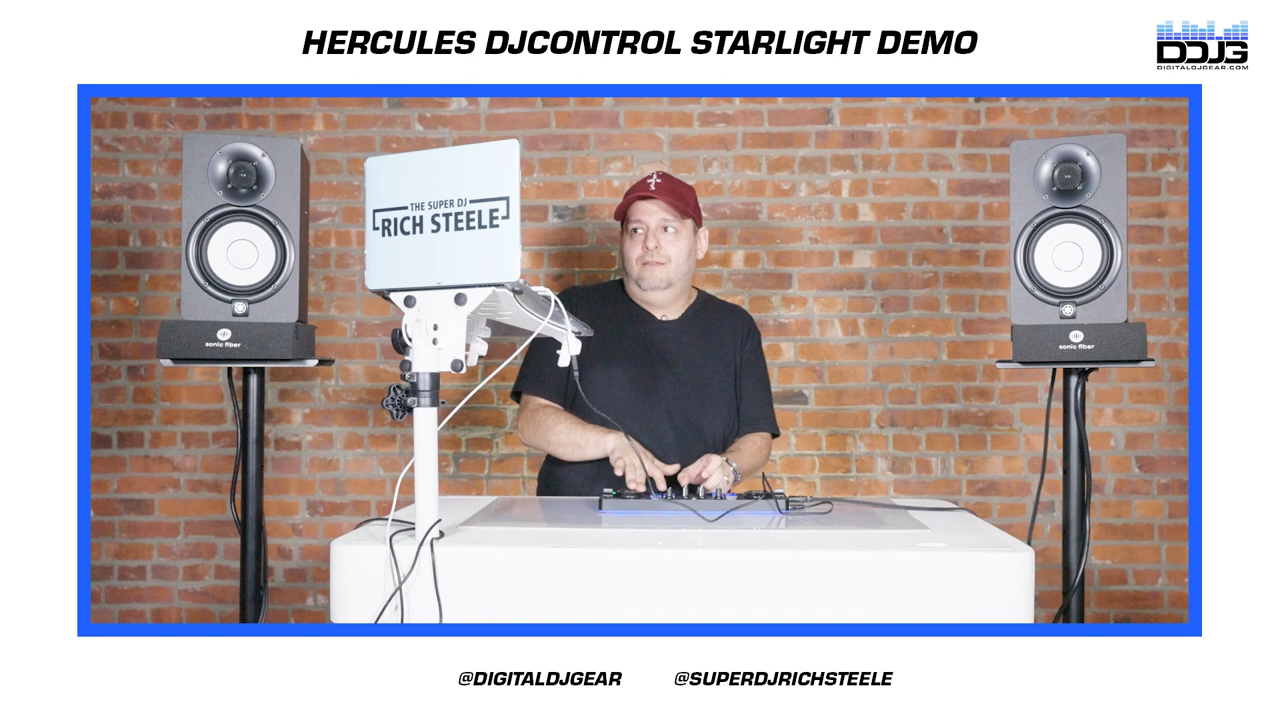 HERCULES DJCONTROL STARLIGHT DEMO
DDJG
DIGITALDJGEAR.COM
THE SUPER DJ
RICH STEELE
sonic fiber
sonic fiber
@DIGITALDJGEAR @SUPERDJRICHSTEELE